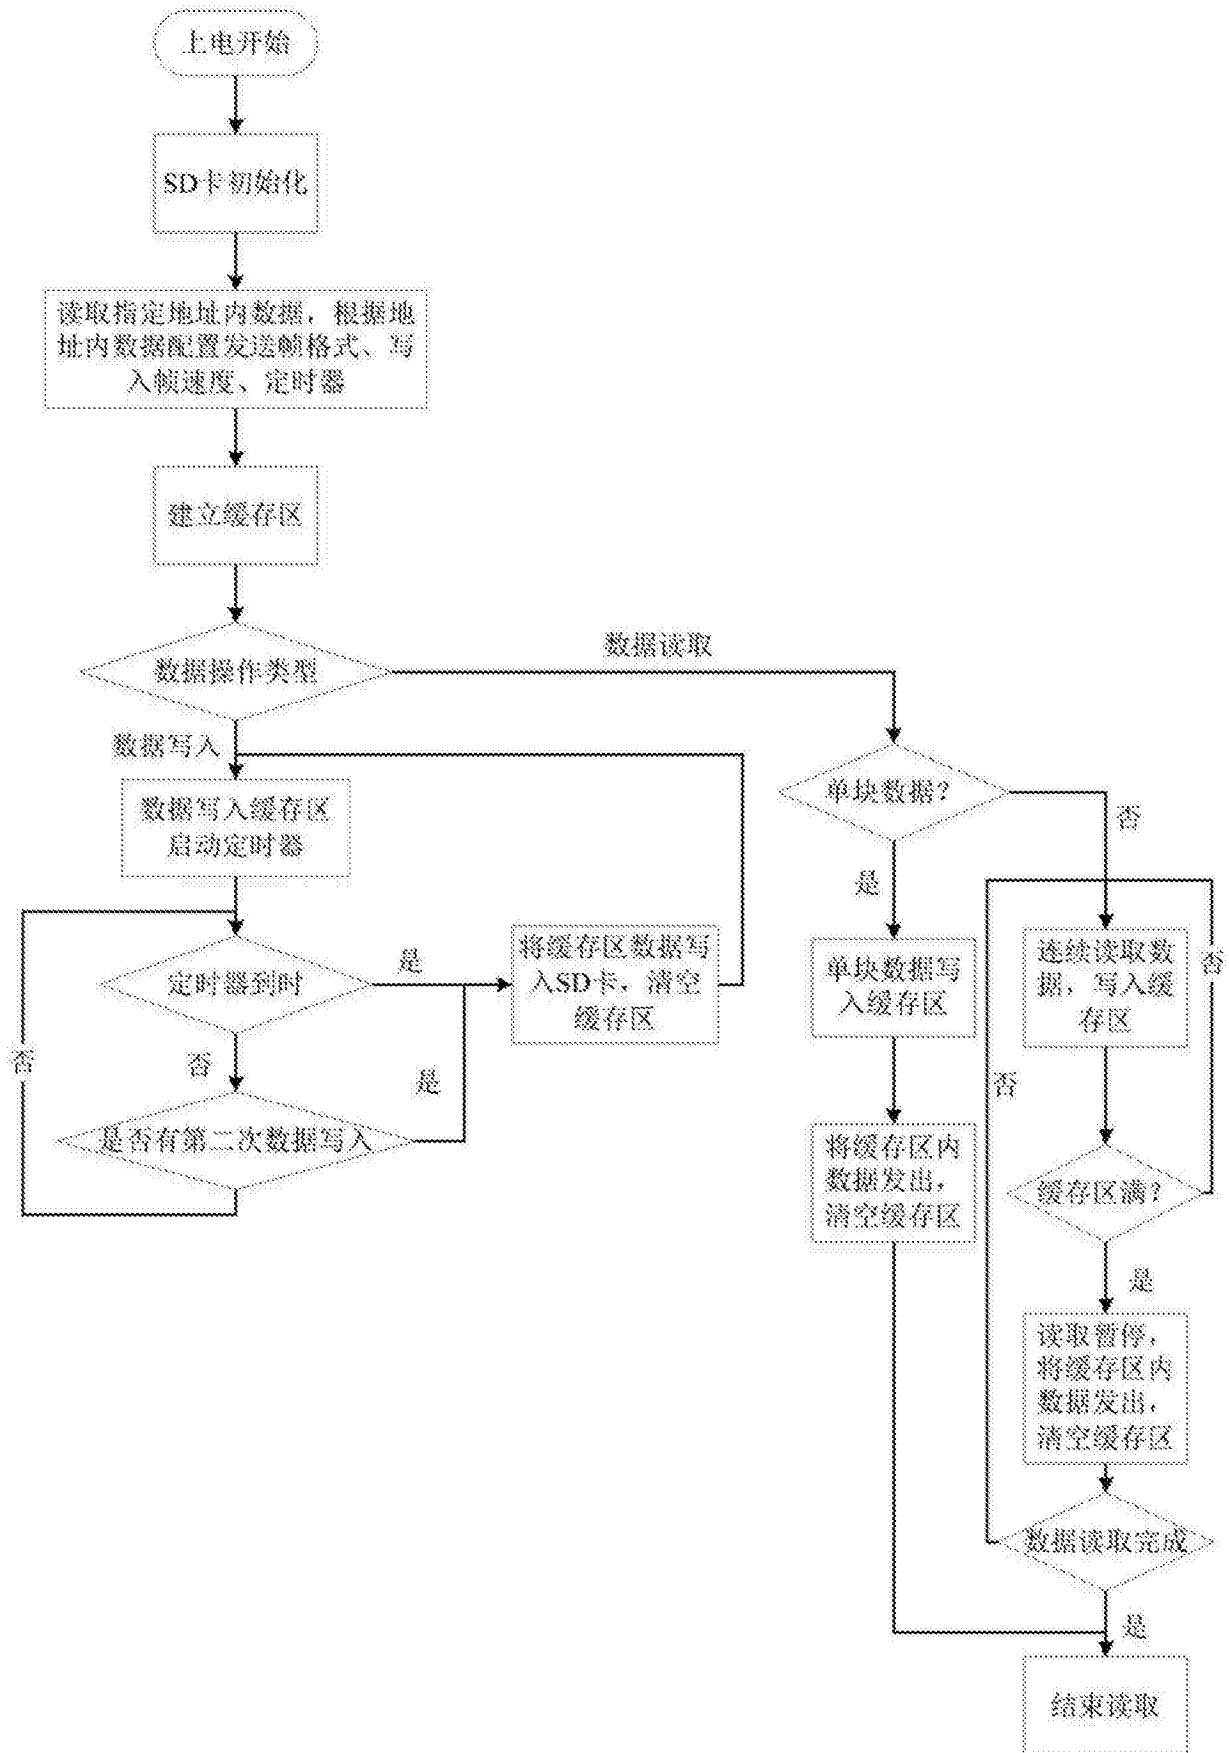 上电开始
SD卡初始化
读取指定地址内数据，根据地
址内数据配置发送帧格式、写
入帧速度、定时器
建立缓存区
数据操作类型
数据读取
数据写入
数据写入缓存区
启动定时器
定时器到时
是
否
否
是否有第二次数据写入
是
将缓存区数据写
入SD卡，清空
缓存区
单块数据？
否
是
单块数据写
入缓存区
将缓存区内
数据发出，
清空缓存区
连续读取数
据，写入缓
存区
否
否
缓存区满？
是
读取暂停，
将缓存区内
数据发出，
清空缓存区
数据读取完成
是
结束读取